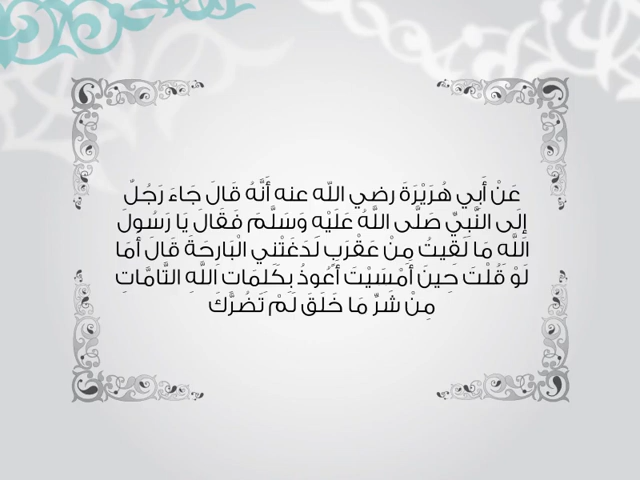 عَنْ أَبِي هُرَيْرَةَ رضي الله عنه أَنَّهُ قَالَ جَاءَ رَجُلٌ
إِلَى النَّبِيِّ صَلَّى اللَّهُ عَلَيْهِ وَسَلَّمَ فَقَالَ يَا رَسُولَ
اللَّهِ مَا لَقِيتُ مِنْ عَقْرَبٍ لَدَغَتْنِي الْبَارِحَةَ قَالَ أَمَا
لَوْ قُلْتَ حِينَ أَمْسَيْتَ أَعُوذُ بِكَلِمَاتِ اللَّهِ التَّامَّاتِ
مِنْ شَرِّ مَا خَلَقَ لَمْ تَضُرَّكَ